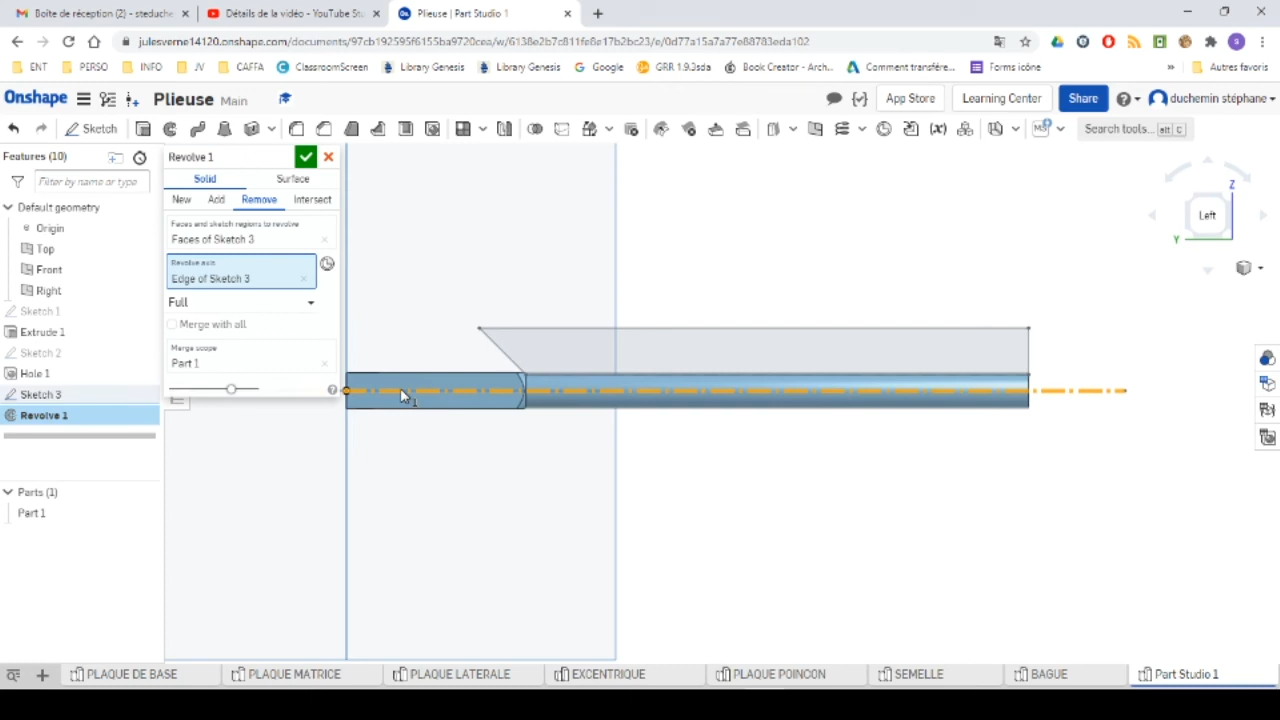 Boîte de réception (2) - steduche
Détails de la vidéo - YouTube Stu
Plieuse | Part Studio 1
julesverne14120.onshape.com/documents/97cb192595f6155ba9720cea/w/6138e2b7c811fe8e17b2bc23/e/0d77a15a7a77e88783eda102
ENT PERSO INFO JV CAFFA ClassroomScreen Library Genesis Library Genesis Google GRR 1.9.3sda Book Creator - Arch... Comment transfére... Forms icône » Autres favoris
Onshape Plieuse Main App Store Learning Center Share duchemin stéphane
Sketch Search tools... alt C
Features (10)
Filter by name or type
Default geometry
Origin
Top
Front
Right
Sketch 1
Extrude 1
Sketch 2
Hole 1
Sketch 3
Revolve 1
Parts (1)
Part 1
Revolve 1
Solid Surface
New Add Remove Intersect
Faces and sketch regions to revolve
Faces of Sketch 3
Revolve axis
Edge of Sketch 3
Full
Merge with all
Merge scope
Part 1
1
Z
Left
Y
PLAQUE DE BASE PLAQUE MATRICE PLAQUE LATERALE EXCENTRIQUE PLAQUE POINCON SEMELLE BAGUE Part Studio 1